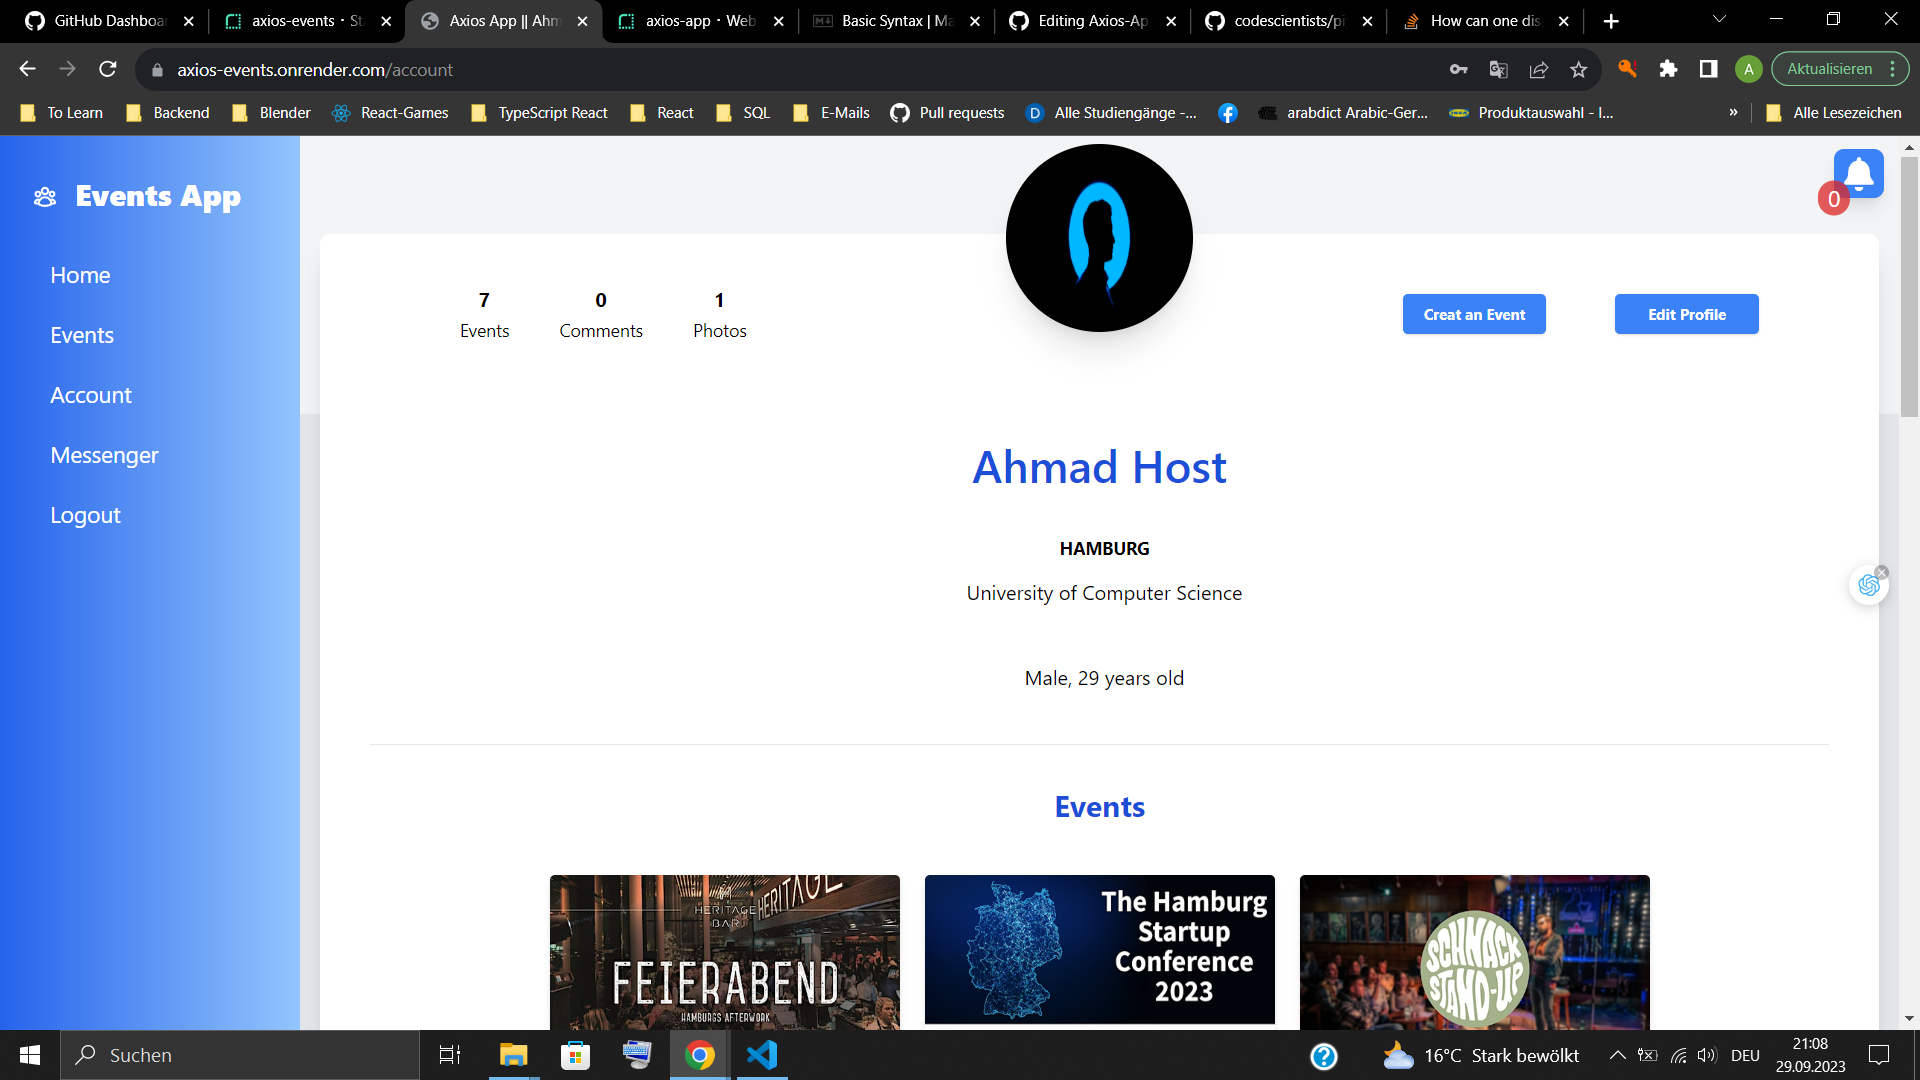 GitHub Dashboar
axios-events · St
Axios App || Ahm
axios-app · Web
Basic Syntax | Ma
Editing Axios-Ap
codescientists/pi
How can one disp
axios-events.onrender.com/account
A
Aktualisieren
To Learn
Backend
Blender
React-Games
TypeScript React
React
SQL
E-Mails
Pull requests
D
Alle Studiengänge -...
arabdict Arabic-Ger...
Produktauswahl - I...
»
Alle Lesezeichen
Events App
Home
Events
Account
Messenger
Logout
0
7
Events
0
Comments
1
Photos
Creat an Event
Edit Profile
Ahmad Host
HAMBURG
University of Computer Science
Male, 29 years old
Events
HERITAGE
HERITAGE
BAR
FEIERABEND
HAMBURGS AFTERWORK
The Hamburg
Startup
Conference
2023
SCHNACK
STAND-UP
Suchen
16°C Stark bewölkt
DEU
21:08
29.09.2023